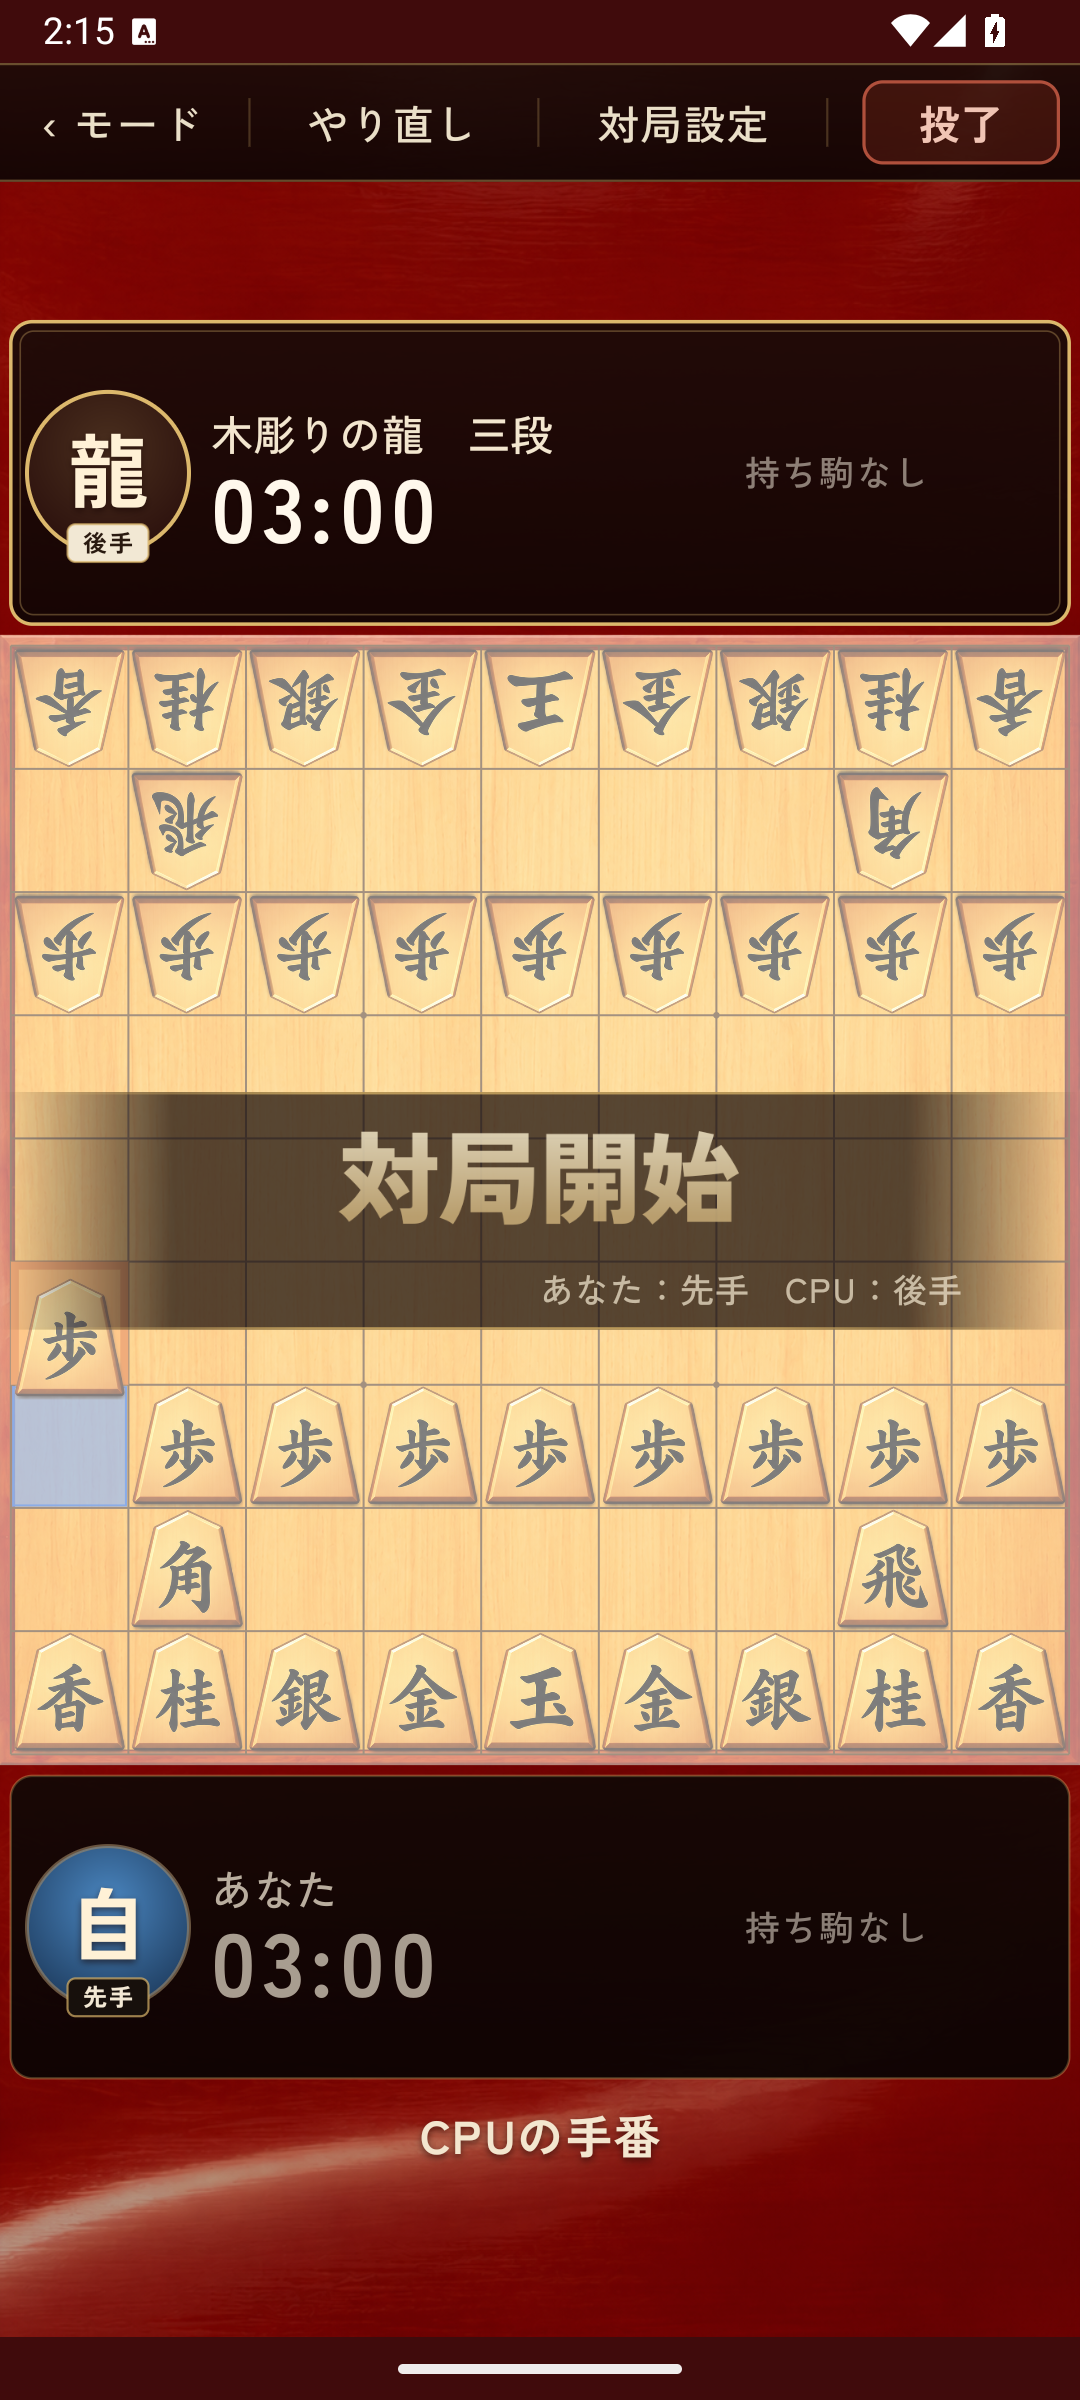 2:15 A
‹ モード やり直し 対局設定 投了
龍
後手
木彫りの龍 三段
03:00
持ち駒なし
香 桂 銀 金 王 金 銀 桂 香
飛 角
歩 歩 歩 歩 歩 歩 歩 歩 歩
対局開始
あなた：先手 CPU：後手
歩
歩 歩 歩 歩 歩 歩 歩 歩
角 飛
香 桂 銀 金 玉 金 銀 桂 香
自
先手
あなた
03:00
持ち駒なし
CPUの手番